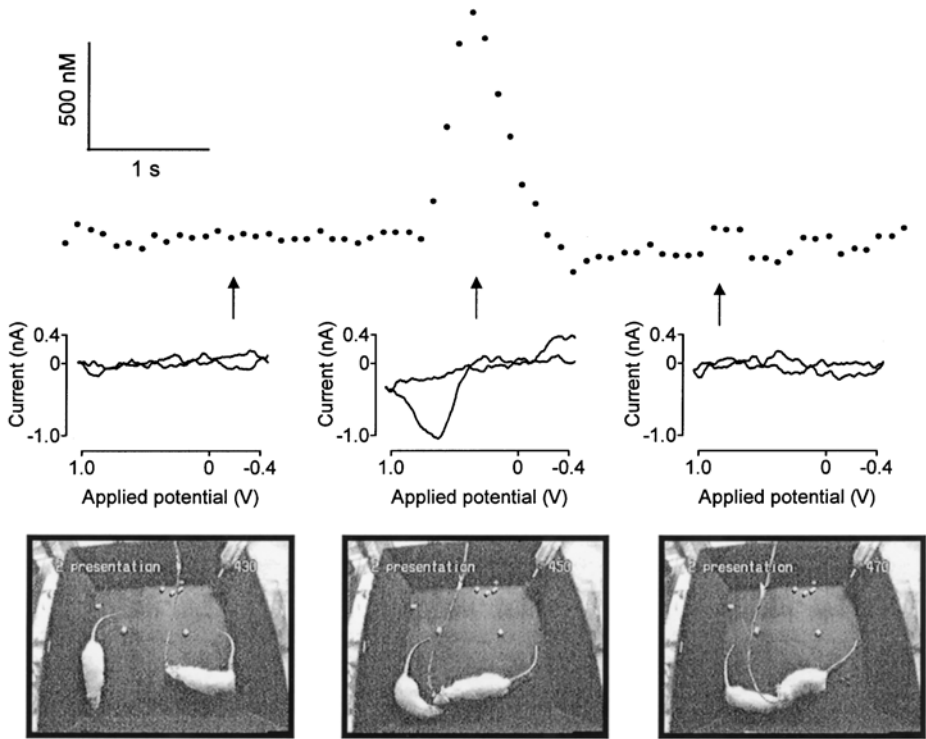 500 nM
1 s
Current (nA)
0.4
0
-1.0
1.0
0
-0.4
Applied potential (V)
Current (nA)
0.4
0
-1.0
1.0
0
-0.4
Applied potential (V)
Current (nA)
0.4
0
-1.0
1.0
0
-0.4
Applied potential (V)
2 presentation 430
2 presentation 450
2 presentation 470